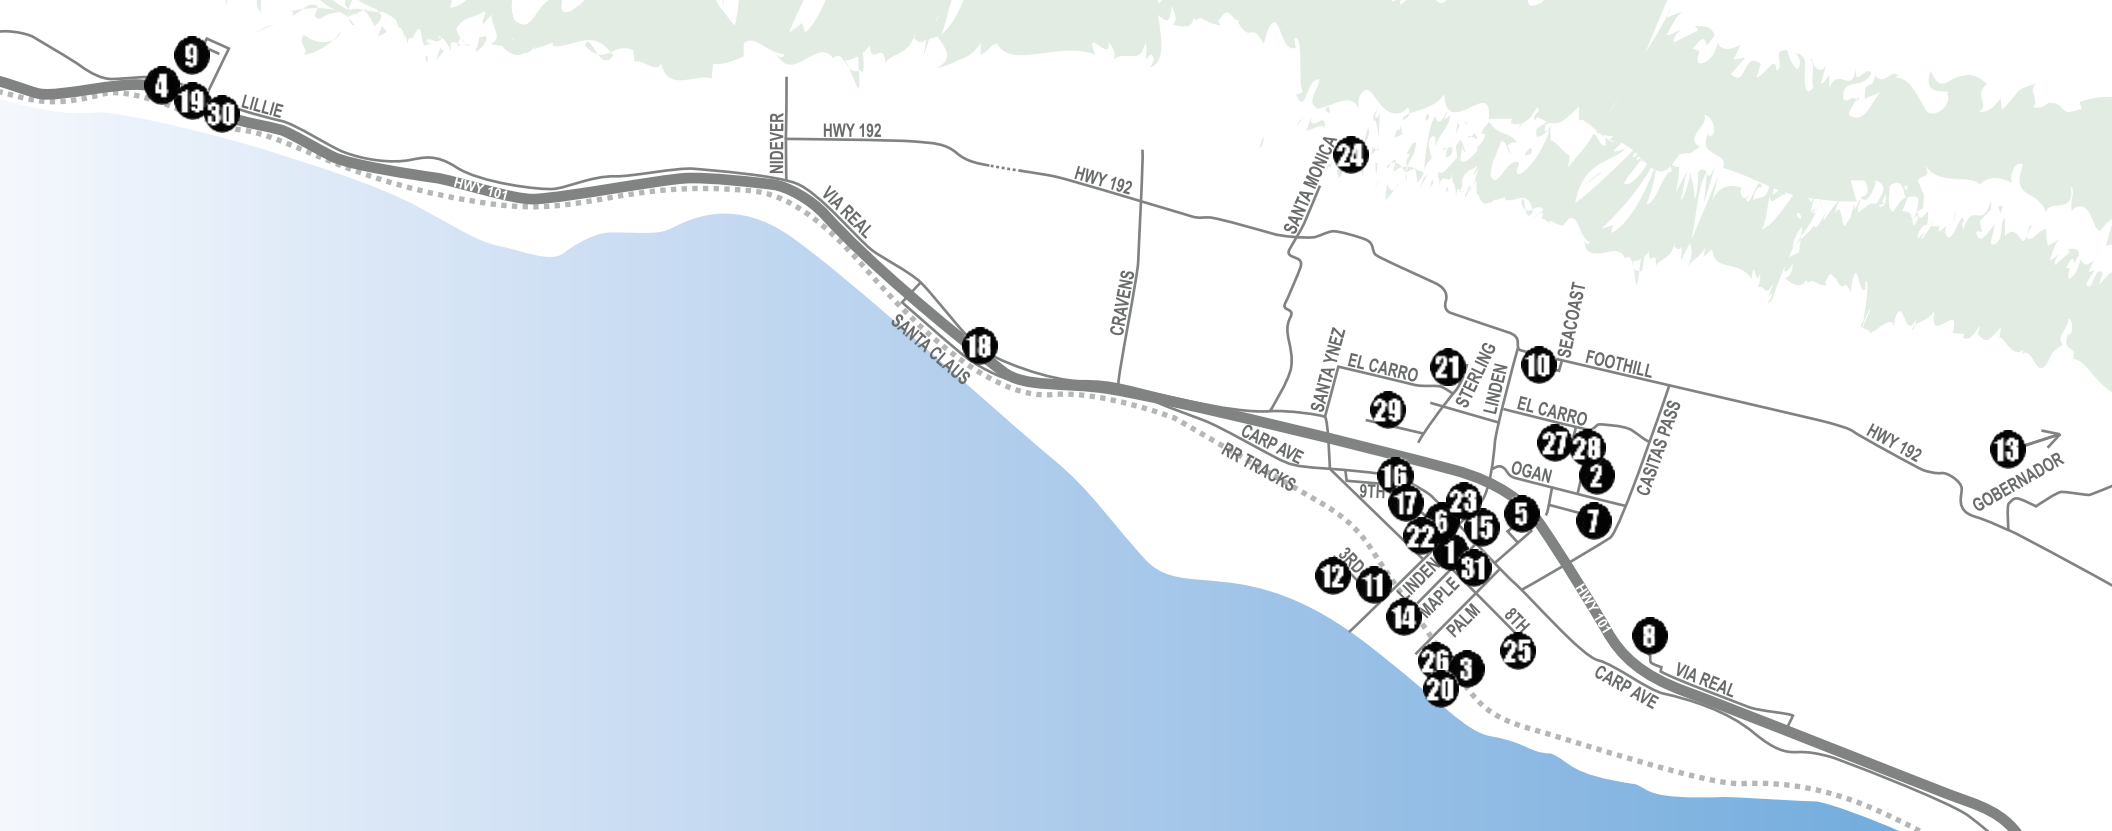 9
4
19
30
LILLIE
HWY 101
NIDEVER
HWY 192
VIA REAL
HWY 192
SANTA MONICA
24
CRAVENS
SANTA CLAUS
18
SANTA YNEZ
EL CARRO
21
STERLING
LINDEN
10
SEACOAST
FOOTHILL
29
EL CARRO
CASITAS PASS
27
28
2
OGAN
7
HWY 192
13
GOBERNADOR
CARP AVE
RR TRACKS
16
9TH
17
23
6
15
5
22
1
31
3RD
12
11
LINDEN
MAPLE
14
PALM
8TH
25
26
3
20
HWY 101
8
VIA REAL
CARP AVE